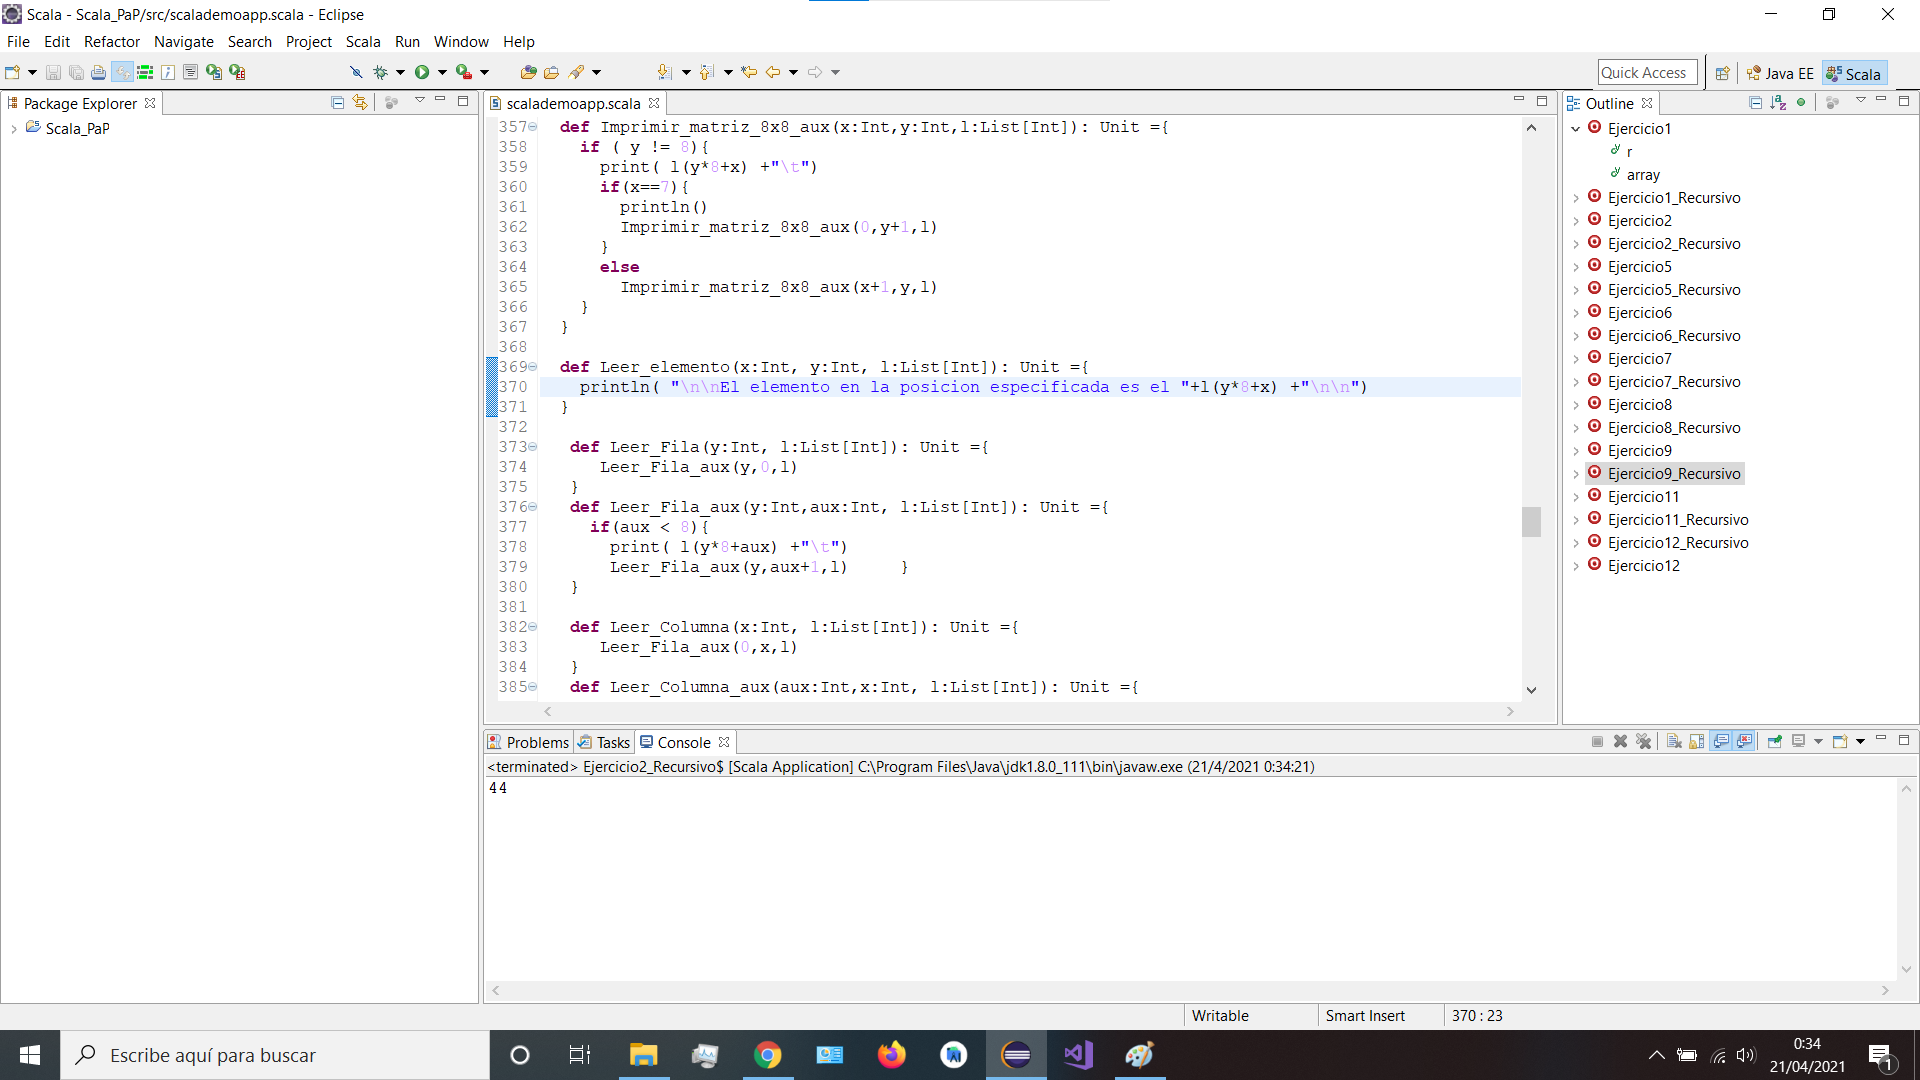 Scala - Scala_PaP/src/scalademoapp.scala - Eclipse
File Edit Refactor Navigate Search Project Scala Run Window Help
Quick Access Java EE Scala
Package Explorer
Scala_PaP
scalademoapp.scala
357 def Imprimir_matriz_8x8_aux(x:Int,y:Int,l:List[Int]): Unit ={
358 if ( y != 8){
359 print( l(y*8+x) +"\t")
360 if(x==7){
361 println()
362 Imprimir_matriz_8x8_aux(0,y+1,l)
363 }
364 else
365 Imprimir_matriz_8x8_aux(x+1,y,l)
366 }
367 }
368
369 def Leer_elemento(x:Int, y:Int, l:List[Int]): Unit ={
370 println( "\n\nEl elemento en la posicion especificada es el "+l(y*8+x) +"\n\n")
371 }
372
373 def Leer_Fila(y:Int, l:List[Int]): Unit ={
374 Leer_Fila_aux(y,0,l)
375 }
376 def Leer_Fila_aux(y:Int,aux:Int, l:List[Int]): Unit ={
377 if(aux < 8){
378 print( l(y*8+aux) +"\t")
379 Leer_Fila_aux(y,aux+1,l) }
380 }
381
382 def Leer_Columna(x:Int, l:List[Int]): Unit ={
383 Leer_Fila_aux(0,x,l)
384 }
385 def Leer_Columna_aux(aux:Int,x:Int, l:List[Int]): Unit ={
Outline
Ejercicio1
r
array
Ejercicio1_Recursivo
Ejercicio2
Ejercicio2_Recursivo
Ejercicio5
Ejercicio5_Recursivo
Ejercicio6
Ejercicio6_Recursivo
Ejercicio7
Ejercicio7_Recursivo
Ejercicio8
Ejercicio8_Recursivo
Ejercicio9
Ejercicio9_Recursivo
Ejercicio11
Ejercicio11_Recursivo
Ejercicio12_Recursivo
Ejercicio12
Problems Tasks Console
<terminated> Ejercicio2_Recursivo$ [Scala Application] C:\Program Files\Java\jdk1.8.0_111\bin\javaw.exe (21/4/2021 0:34:21)
44
Writable Smart Insert 370 : 23
Escribe aquí para buscar
0:34
21/04/2021
1